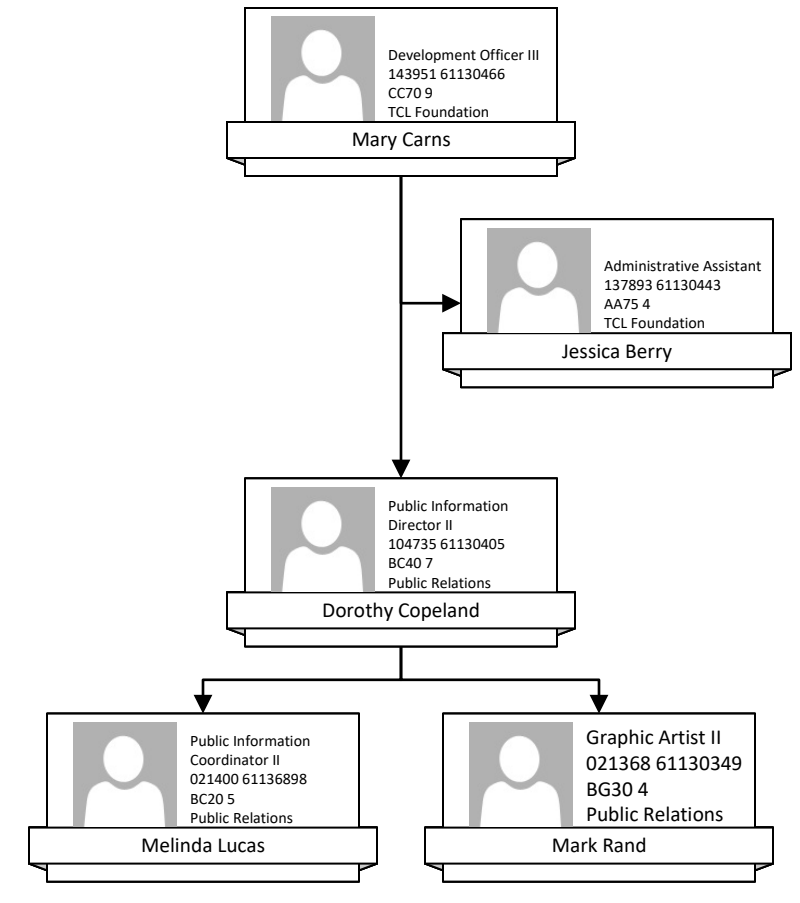 Development Officer III
143951 61130466
CC70 9
TCL Foundation
Mary Carns
Administrative Assistant
137893 61130443
AA75 4
TCL Foundation
Jessica Berry
Public Information
Director II
104735 61130405
BC40 7
Public Relations
Dorothy Copeland
Public Information
Coordinator II
021400 61136898
BC20 5
Public Relations
Melinda Lucas
Graphic Artist II
021368 61130349
BG30 4
Public Relations
Mark Rand